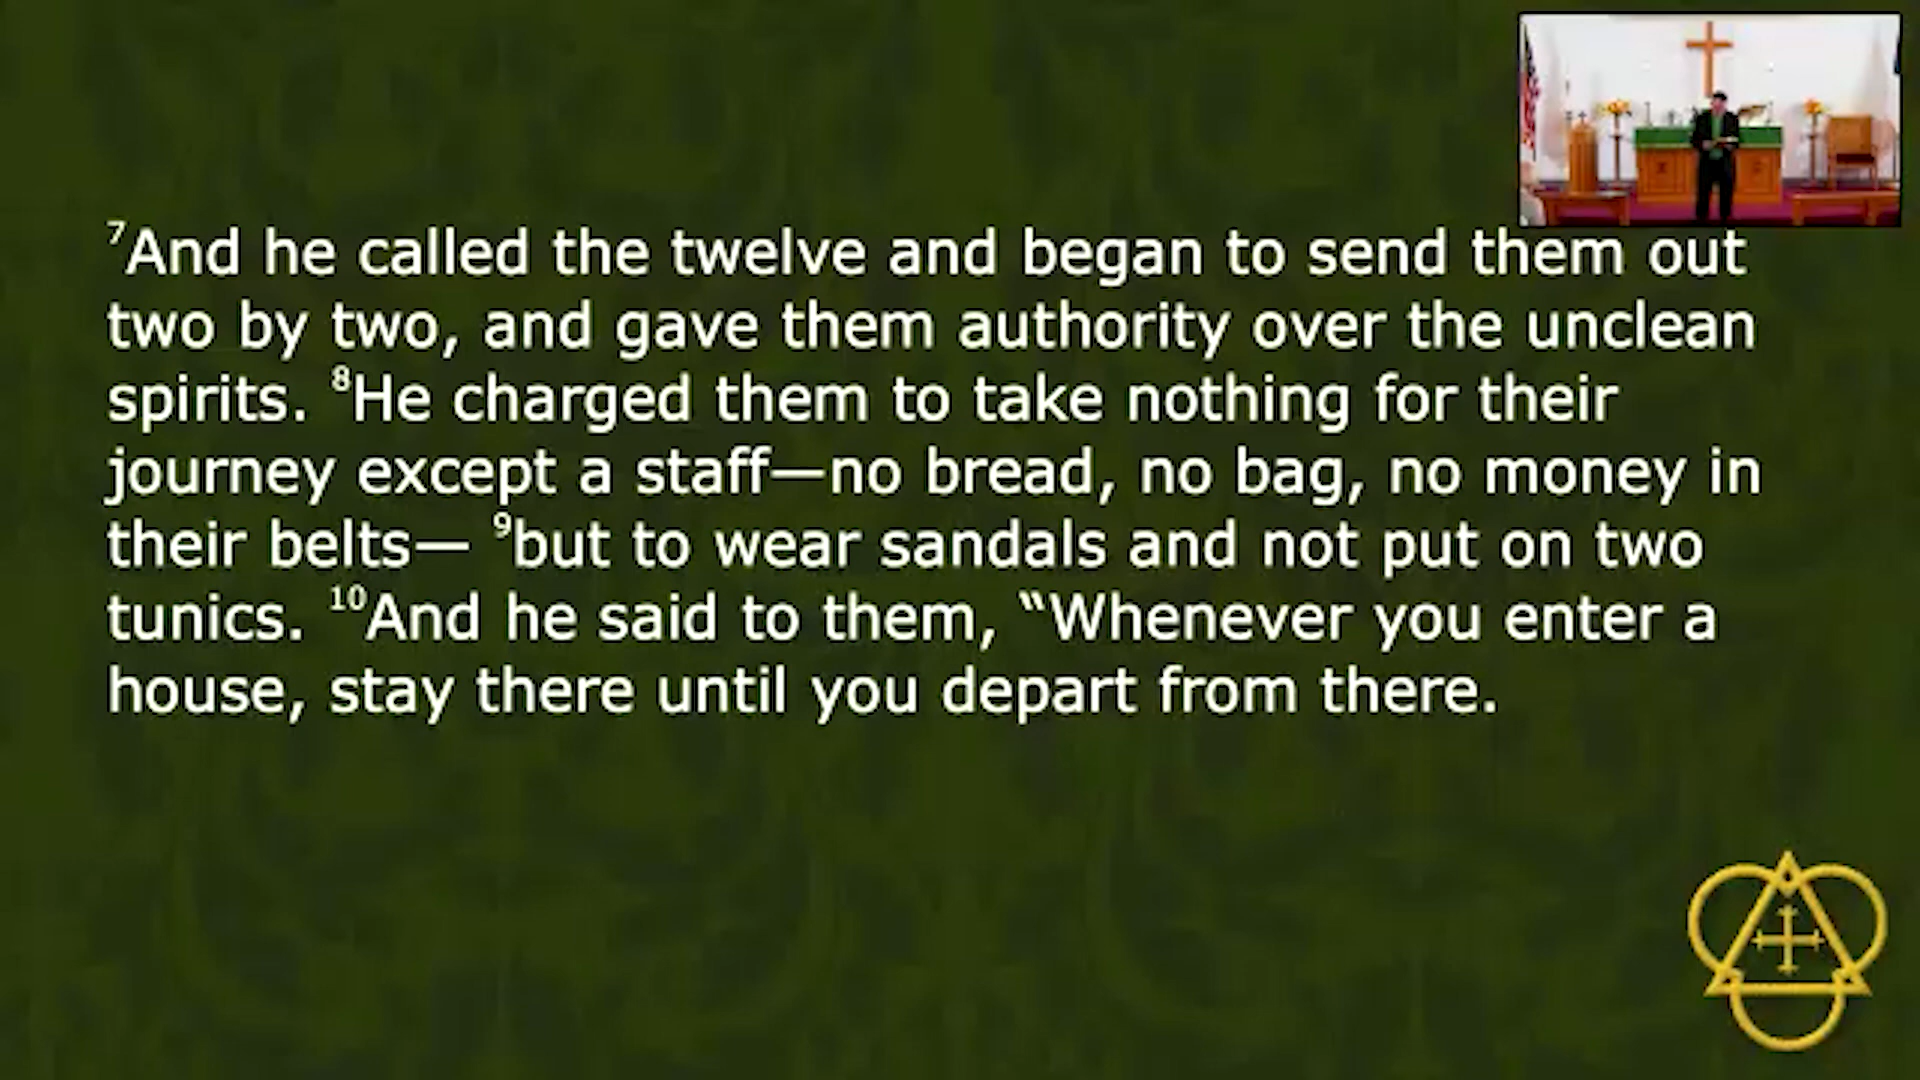 ⁷And he called the twelve and began to send them out
two by two, and gave them authority over the unclean
spirits. ⁸He charged them to take nothing for their
journey except a staff—no bread, no bag, no money in
their belts— ⁹but to wear sandals and not put on two
tunics. ¹⁰And he said to them, “Whenever you enter a
house, stay there until you depart from there.